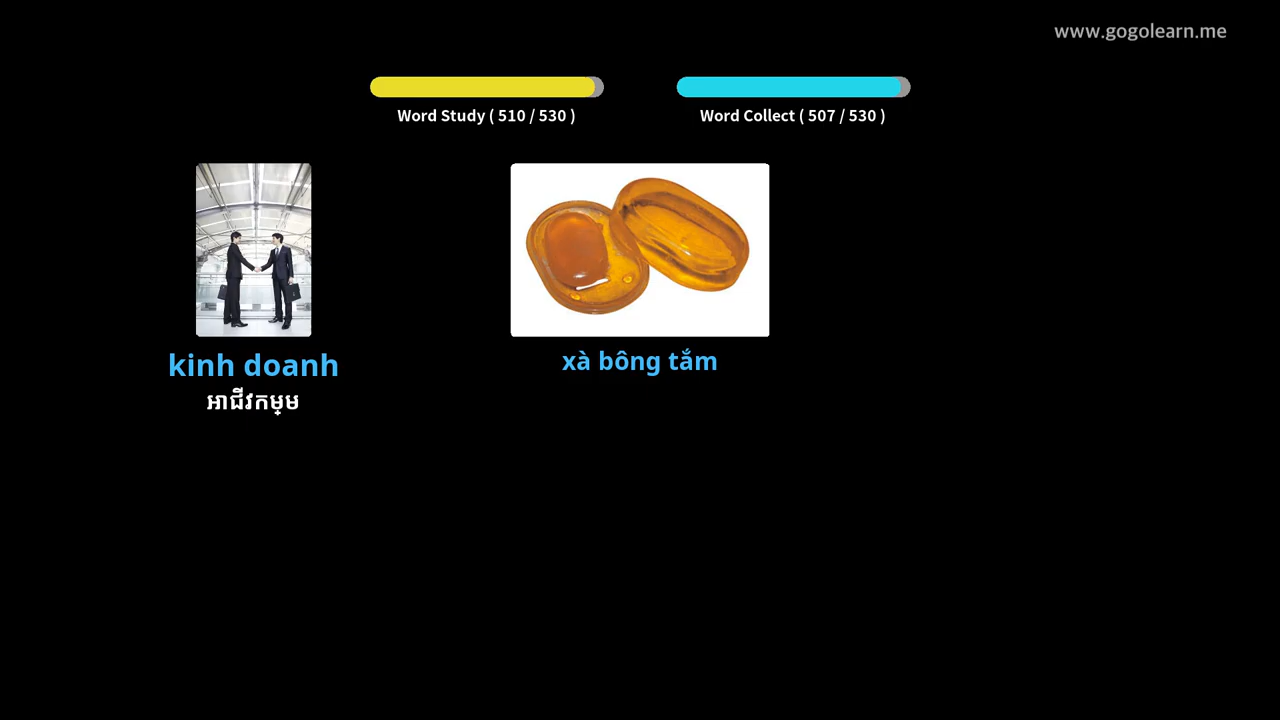 www.gogolearn.me
Word Study ( 510 / 530 )
Word Collect ( 507 / 530 )
kinh doanh
អាជីវកម្ម
xà bông tắm